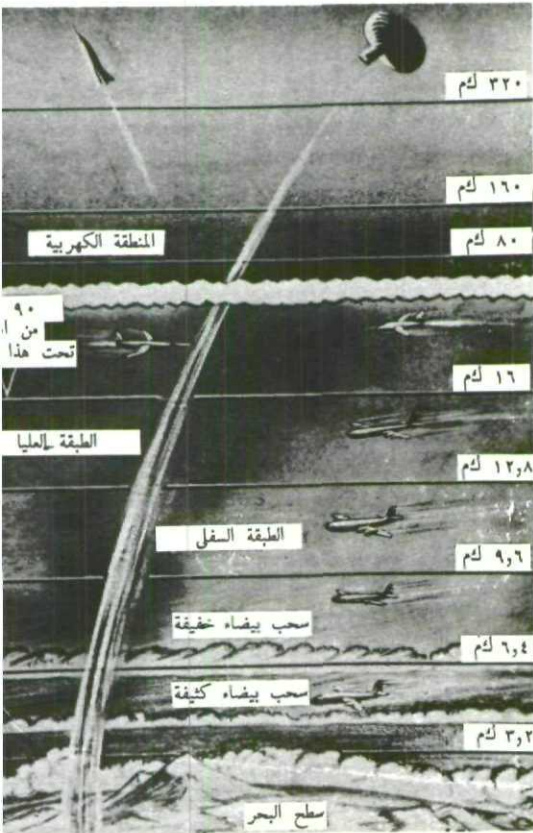 ٣٢٠ كم
١٦٠ كم
٨٠ كم
المنطقة الكهربية
٩٠
من
تحت هذا
١٦ كم
الطبقة العليا
١٢,٨ كم
الطبقة السفلى
٩,٦ كم
سحب بيضاء خفيفة
٦,٤ كم
سحب بيضاء كثيفة
٣,٢ كم
سطح البحر